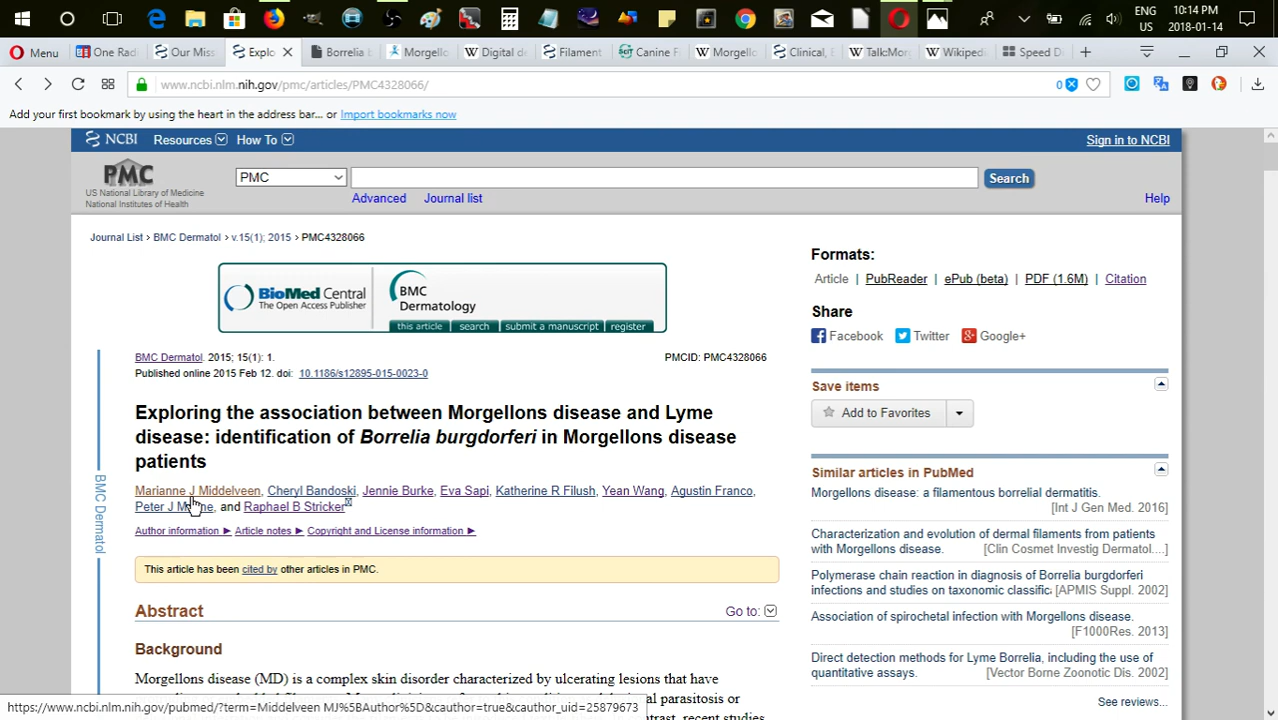 ENG
10:14 PM
US
2018-01-14
Menu
One Radi
Our Miss
Explo
Borrelia b
Morgello
Digital de
Filament
Canine F
Morgello
Clinical,
TalkMorg
Wikiped
Speed D
www.ncbi.nlm.nih.gov/pmc/articles/PMC4328066/
0
Add your first bookmark by using the heart in the address bar... or Import bookmarks now
NCBI Resources How To Sign in to NCBI
PMC PMC Search
US National Library of Medicine
National Institutes of Health
Advanced Journal list Help
Journal List > BMC Dermatol > v.15(1); 2015 > PMC4328066
BioMed Central
The Open Access Publisher
BMC
Dermatology
this article search submit a manuscript register
BMC Dermatol. 2015; 15(1): 1. PMCID: PMC4328066
Published online 2015 Feb 12. doi: 10.1186/s12895-015-0023-0
Exploring the association between Morgellons disease and Lyme
disease: identification of Borrelia burgdorferi in Morgellons disease
patients
Marianne J Middelveen, Cheryl Bandoski, Jennie Burke, Eva Sapi, Katherine R Filush, Yean Wang, Agustin Franco,
Peter J and Raphael B Stricker
Author information ► Article notes ► Copyright and License information ►
This article has been cited by other articles in PMC.
Abstract Go to:
Background
Morgellons disease (MD) is a complex skin disorder characterized by ulcerating lesions that have
parasitosis or
recent studies
BMC Dermatol
Formats:
Article | PubReader | ePub (beta) | PDF (1.6M) | Citation
Share
Facebook Twitter Google+
Save items
Add to Favorites
Similar articles in PubMed
Morgellons disease: a filamentous borrelial dermatitis.
[Int J Gen Med. 2016]
Characterization and evolution of dermal filaments from patients
with Morgellons disease. [Clin Cosmet Investig Dermatol....]
Polymerase chain reaction in diagnosis of Borrelia burgdorferi
infections and studies on taxonomic classific [APMIS Suppl. 2002]
Association of spirochetal infection with Morgellons disease.
[F1000Res. 2013]
Direct detection methods for Lyme Borrelia, including the use of
quantitative assays. [Vector Borne Zoonotic Dis. 2002]
See reviews...
https://www.ncbi.nlm.nih.gov/pubmed/?term=Middelveen MJ%5BAuthor%5D&cauthor=true&cauthor_uid=25879673